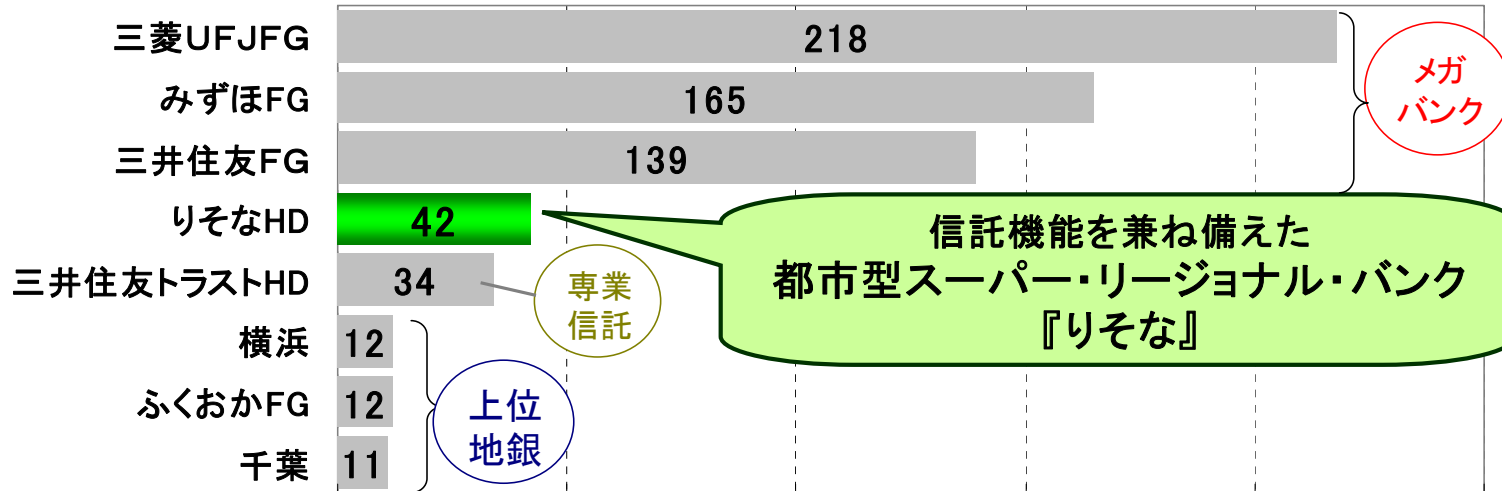 三菱UFJFG
218
みずほFG
165
三井住友FG
139
メガ
バンク
りそなHD
42
信託機能を兼ね備えた
都市型スーパー・リージョナル・バンク
『りそな』
三井住友トラストHD
34
専業
信託
横浜
12
ふくおかFG
12
千葉
11
上位
地銀